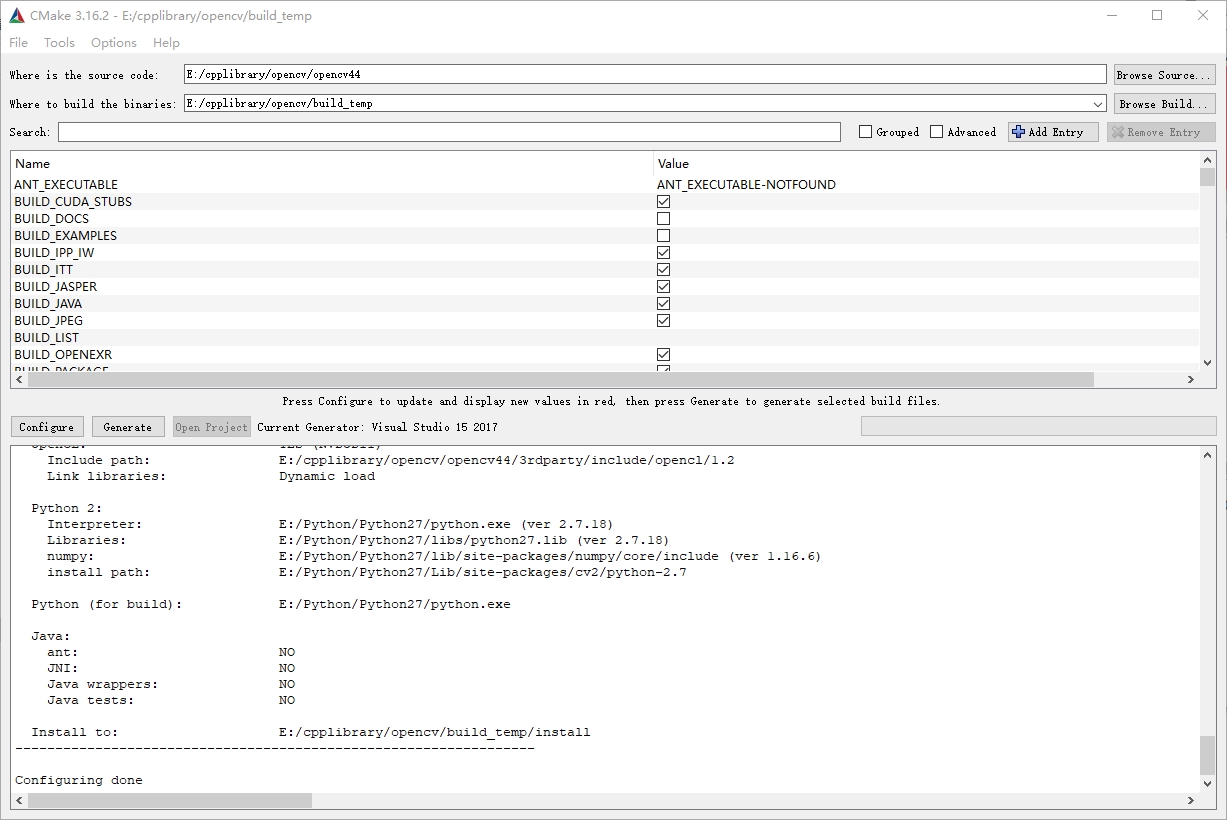 CMake 3.16.2 - E:/cpplibrary/opencv/build_temp
File Tools Options Help
Where is the source code: E:/cpplibrary/opencv/opencv44 Browse Source...
Where to build the binaries: E:/cpplibrary/opencv/build_temp Browse Build...
Search: Grouped Advanced Add Entry Remove Entry
Name Value
ANT_EXECUTABLE ANT_EXECUTABLE-NOTFOUND
BUILD_CUDA_STUBS
BUILD_DOCS
BUILD_EXAMPLES
BUILD_IPP_IW
BUILD_ITT
BUILD_JASPER
BUILD_JAVA
BUILD_JPEG
BUILD_LIST
BUILD_OPENEXR
BUILD_PACKAGE
Press Configure to update and display new values in red, then press Generate to generate selected build files.
Configure Generate Open Project Current Generator: Visual Studio 15 2017
Include path: E:/cpplibrary/opencv/opencv44/3rdparty/include/opencl/1.2
Link libraries: Dynamic load
Python 2:
Interpreter: E:/Python/Python27/python.exe (ver 2.7.18)
Libraries: E:/Python/Python27/libs/python27.lib (ver 2.7.18)
numpy: E:/Python/Python27/lib/site-packages/numpy/core/include (ver 1.16.6)
install path: E:/Python/Python27/Lib/site-packages/cv2/python-2.7
Python (for build): E:/Python/Python27/python.exe
Java:
ant: NO
JNI: NO
Java wrappers: NO
Java tests: NO
Install to: E:/cpplibrary/opencv/build_temp/install
-----------------------------------------------------------------
Configuring done